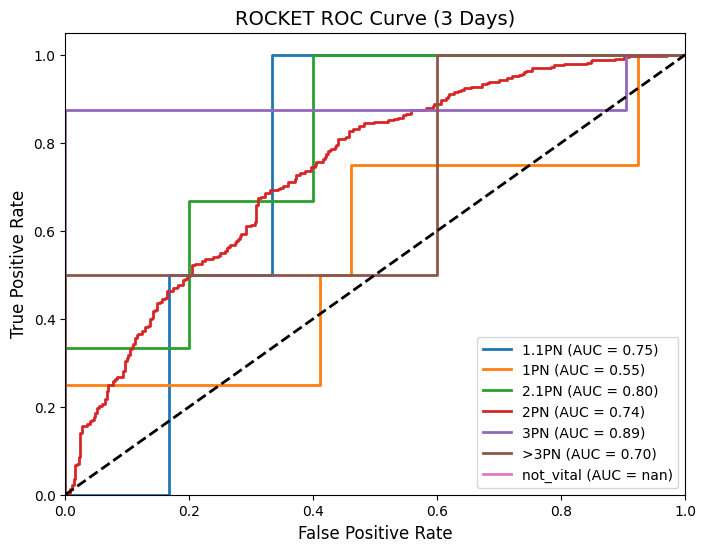 ROCKET ROC Curve (3 Days)
True Positive Rate
1.0
0.8
0.6
0.4
0.2
0.0
0.0 0.2 0.4 0.6 0.8 1.0
False Positive Rate
1.1PN (AUC = 0.75)
1PN (AUC = 0.55)
2.1PN (AUC = 0.80)
2PN (AUC = 0.74)
3PN (AUC = 0.89)
>3PN (AUC = 0.70)
not_vital (AUC = nan)